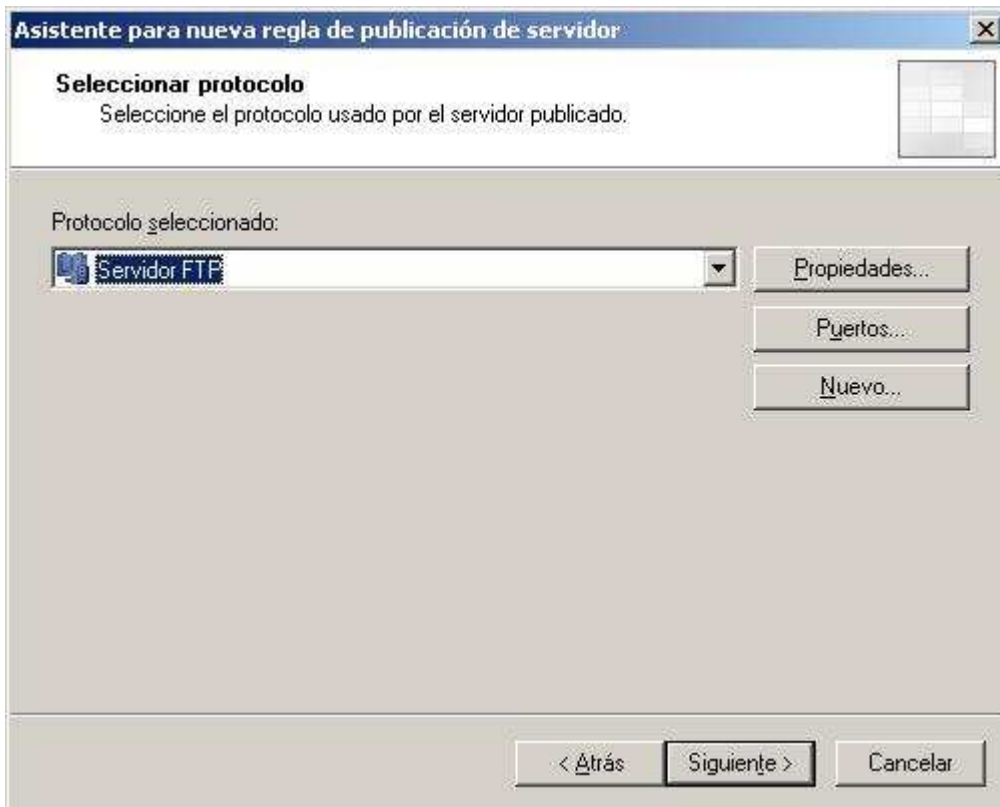 Asistente para nueva regla de publicación de servidor
Seleccionar protocolo
Seleccione el protocolo usado por el servidor publicado.
Protocolo seleccionado:
Servidor FTP
Propiedades...
Puertos...
Nuevo...
< Atrás
Siguiente >
Cancelar